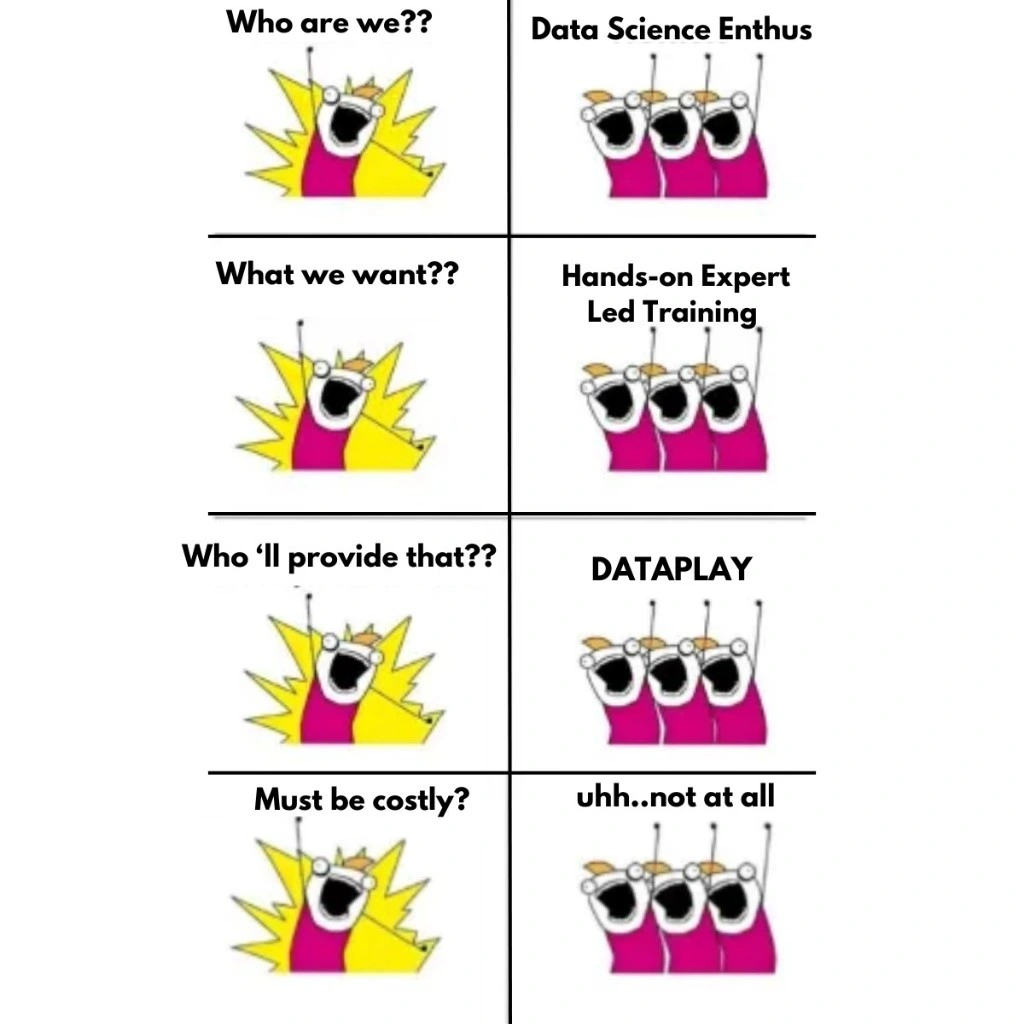 Who are we??
Data Science Enthus
What we want??
Hands-on Expert
Led Training
Who ‘ll provide that??
DATAPLAY
Must be costly?
uhh..not at all